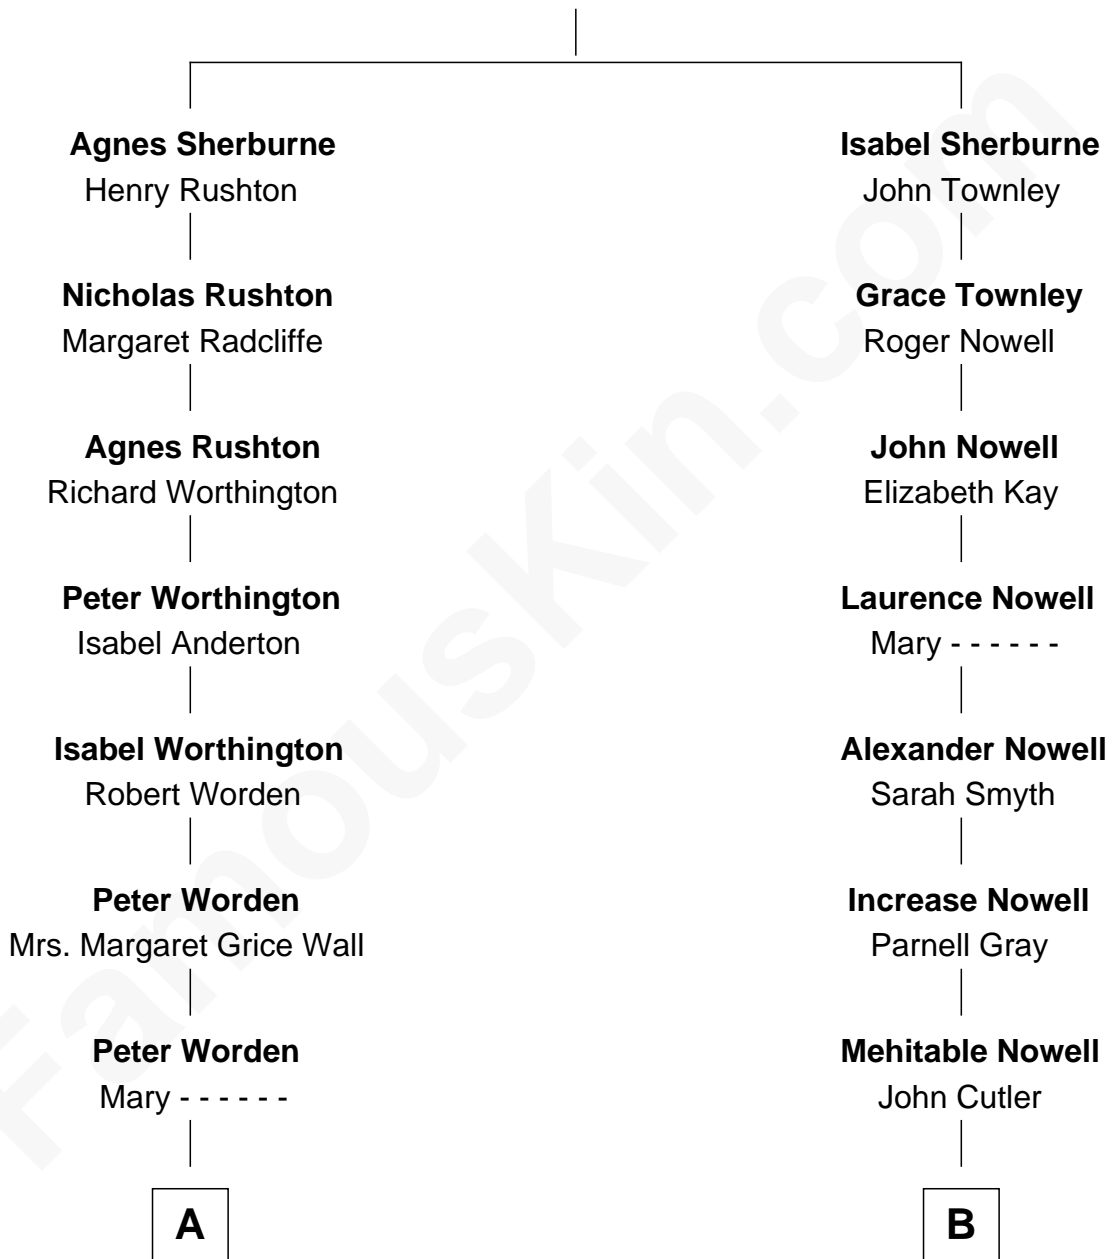 Agnes Sherburne
Henry Rushton
Nicholas Rushton
Margaret Radcliffe
Agnes Rushton
Richard Worthington
Peter Worthington
Isabel Anderton
Isabel Worthington
Robert Worden
Peter Worden
Mrs. Margaret Grice Wall
Peter Worden
Mary - - - - - -
A
Isabel Sherburne
John Townley
Grace Townley
Roger Nowell
John Nowell
Elizabeth Kay
Laurence Nowell
Mary - - - - - -
Alexander Nowell
Sarah Smyth
Increase Nowell
Parnell Gray
Mehitable Nowell
John Cutler
B
FamousKin.com